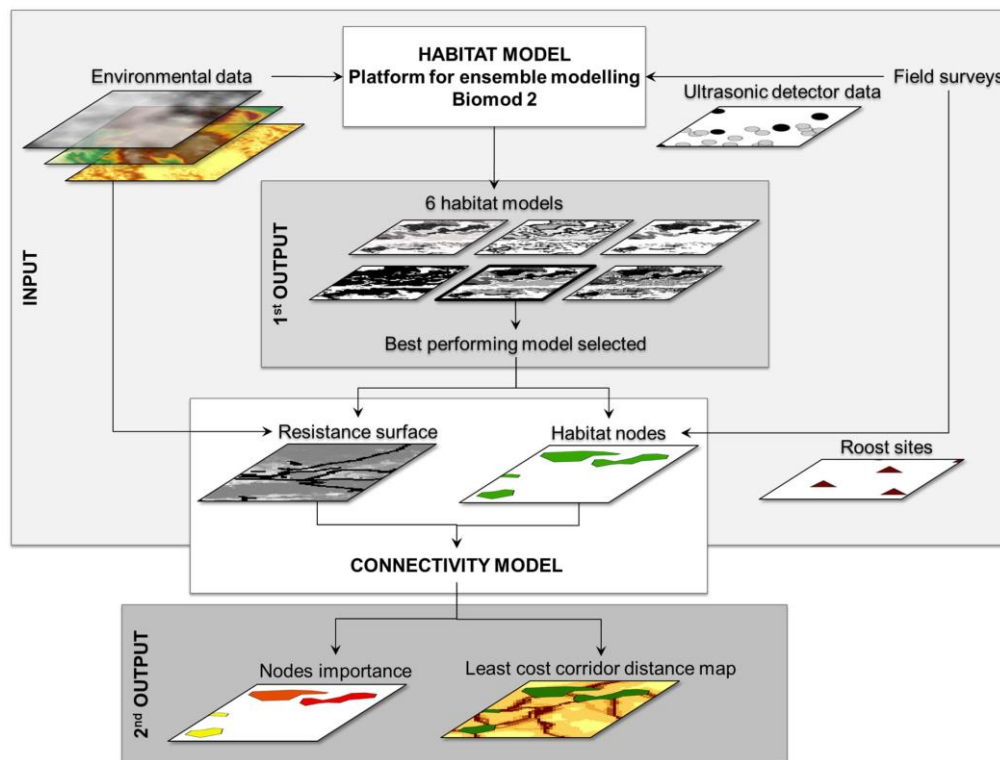 HABITAT MODEL
Platform for ensemble modelling
Biomod 2
Environmental data
Field surveys
Ultrasonic detector data
INPUT
1st OUTPUT
6 habitat models
Best performing model selected
Resistance surface
Habitat nodes
Roost sites
CONNECTIVITY MODEL
2nd OUTPUT
Nodes importance
Least cost corridor distance map